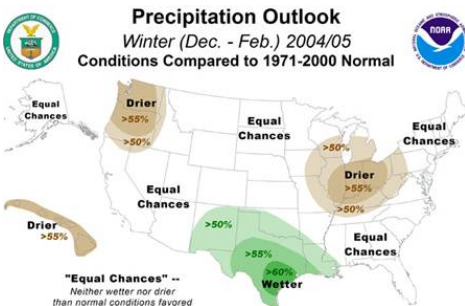 Precipitation Outlook
Winter (Dec. - Feb.) 2004/05
Conditions Compared to 1971-2000 Normal
NOAA
Equal
Chances
Drier
>55%
>50%
Equal
Chances
Equal
Chances
>50%
Drier
>55%
>50%
Equal
Chances
Equal
Chances
>50%
>55%
>60%
Wetter
Drier
>55%
"Equal Chances" --
Neither wetter nor drier
than normal conditions favored